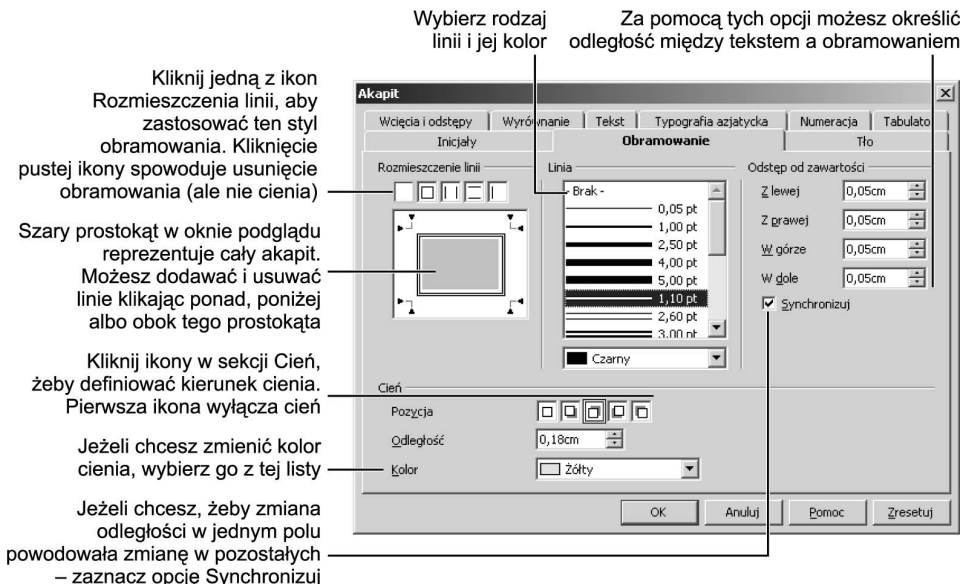 Wybierz rodzaj
linii i jej kolor
Za pomocą tych opcji możesz określić
odległość między tekstem a obramowaniem
Kliknij jedną z ikon
Rozmieszczenia linii, aby
zastosować ten styl
obramowania. Kliknięcie
pustej ikony spowoduje usunięcie
obramowania (ale nie cienia)
Szary prostokąt w oknie podglądu
reprezentuje cały akapit.
Możesz dodawać i usuwać
linie klikając ponad, poniżej
albo obok tego prostokąta
Kliknij ikony w sekcji Cień,
żeby definiować kierunek cienia.
Pierwsza ikona wyłącza cień
Jeżeli chcesz zmienić kolor
cienia, wybierz go z tej listy
Jeżeli chcesz, żeby zmiana
odległości w jednym polu
powodowała zmianę w pozostałych
– zaznacz opcję Synchronizuj
Akapit
Wcięcia i odstępy Wyrównanie Tekst Typografia azjatycka Numeracja Tabulato
Inicjały Obramowanie Tło
Rozmieszczenie linii
Linia
- Brak -
0,05 pt
1,00 pt
2,50 pt
4,00 pt
5,00 pt
1,10 pt
2,60 pt
3,00 pt
Czarny
Odstęp od zawartości
Z lewej 0,05cm
Z prawej 0,05cm
W górze 0,05cm
W dole 0,05cm
Synchronizuj
Cień
Pozycja
Odległość 0,18cm
Kolor Żółty
OK Anuluj Pomoc Zresetuj